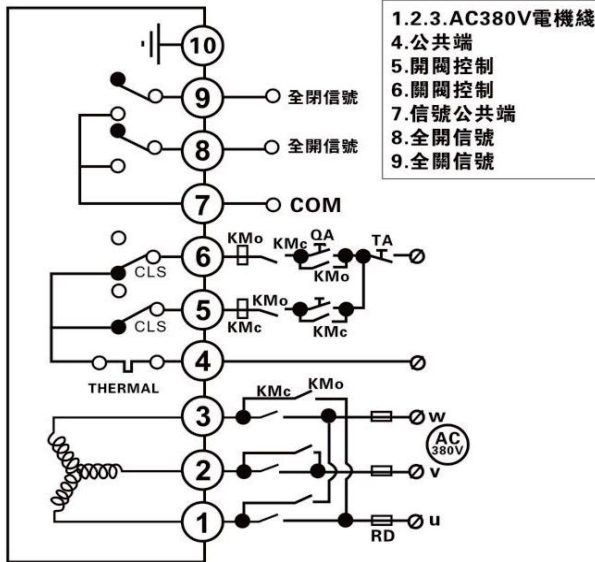 1.2.3.AC380V電機綫
4.公共端
5.開閥控制
6.關閥控制
7.信號公共端
8.全開信號
9.全關信號
10
9 全閉信號
8 全開信號
7 COM
KMo KMc QA TA
6
CLS KMo
5 KMo
CLS KMc KMc
4
THERMAL
KMc KMo
3 w
AC
380V
2 v
1 u
RD